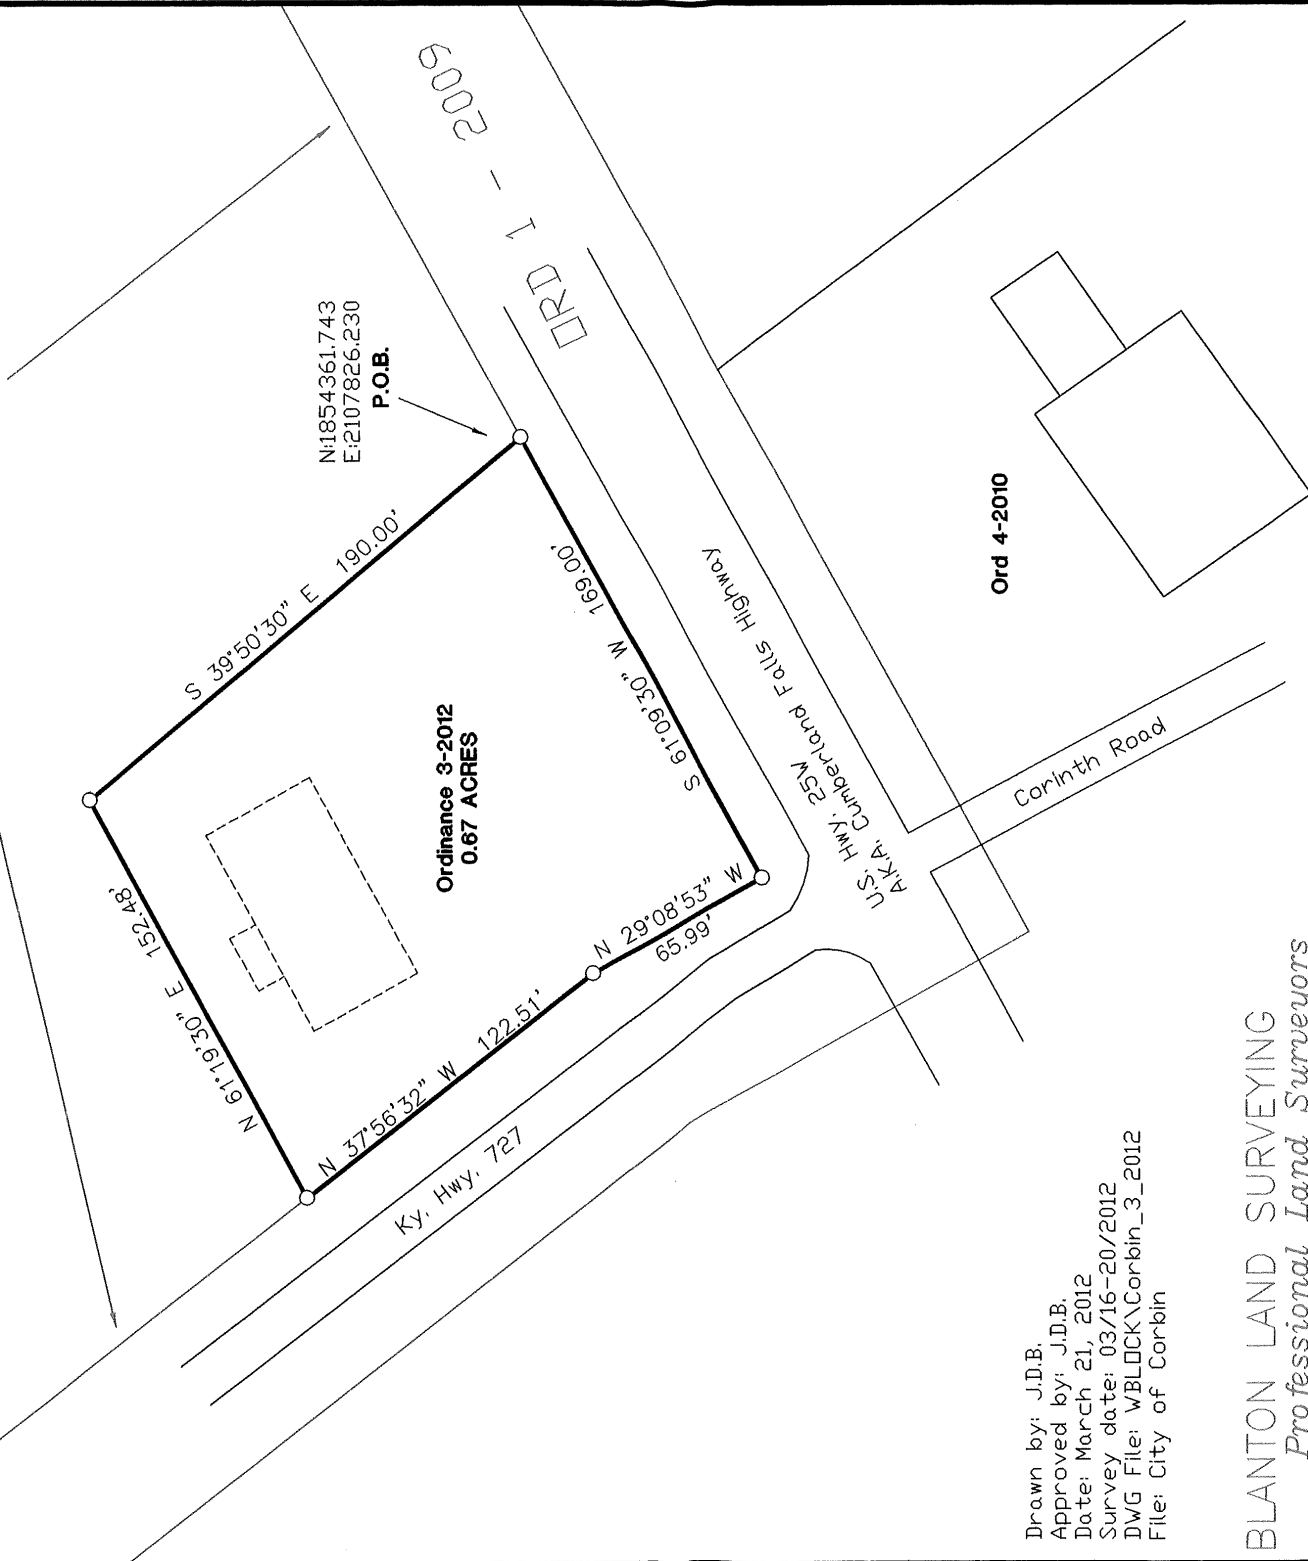 ORD 1 - 2009
N:1854361.743
E:2107826.230
P.O.B.
S 39°50'30" E 190.00'
S 61°09'30" W 169.00'
N 29°08'53" W
65.99'
N 37°56'32" W 122.51'
N 61°19'30" E 152.48'
Ordinance 3-2012
0.67 ACRES
U.S. Hwy. 25W
A.K.A. Cumberland Falls Highway
Ord 4-2010
Corinth Road
Ky. Hwy. 727
Drawn by: J.D.B.
Approved by: J.D.B.
Date: March 21, 2012
Survey date: 03/16-20/2012
DWG File: WBLOCK\Corbin_3_2012
File: City of Corbin
BLANTON LAND SURVEYING
Professional Land Surveyors